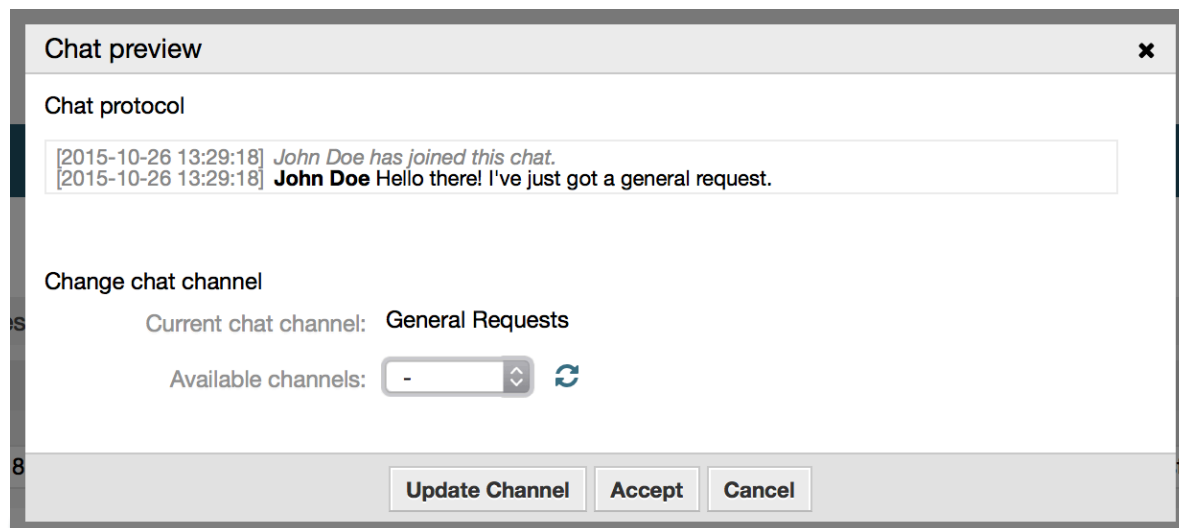 Chat preview
Chat protocol
[2015-10-26 13:29:18] John Doe has joined this chat.
[2015-10-26 13:29:18] John Doe Hello there! I've just got a general request.
Change chat channel
Current chat channel: General Requests
Available channels: -
Update Channel Accept Cancel